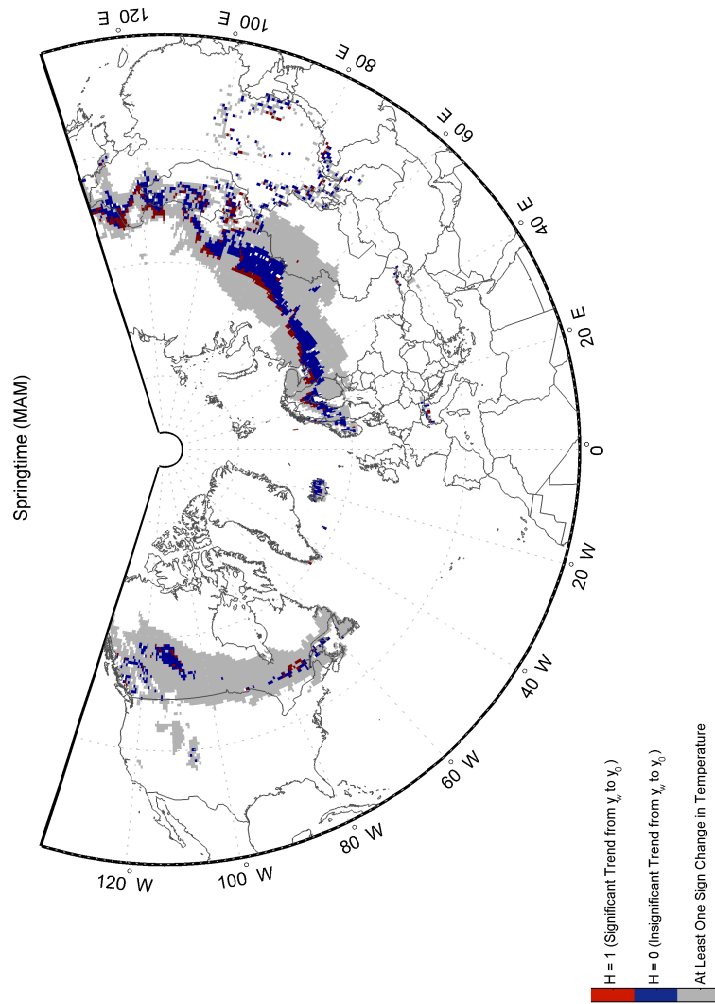 Springtime (MAM)
120 E
100 E
80 E
60 E
40 E
20 E
0
20 W
40 W
60 W
80 W
100 W
120 W
H = 1 (Significant Trend from y_w to y_0)
H = 0 (Insignificant Trend from y_w to y_0)
At Least One Sign Change in Temperature